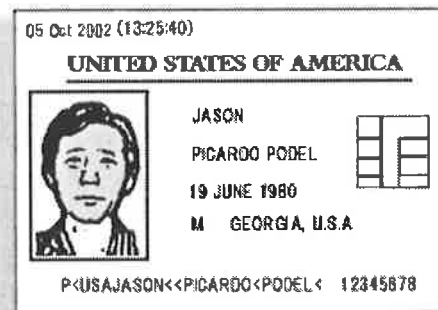 05 Oct 2002 (13:25:40)
UNITED STATES OF AMERICA
JASON
PICARDO PODEL
19 JUNE 1980
M GEORGIA, U.S.A
P<USAJASON<<PICARDO<PODEL< 12345678